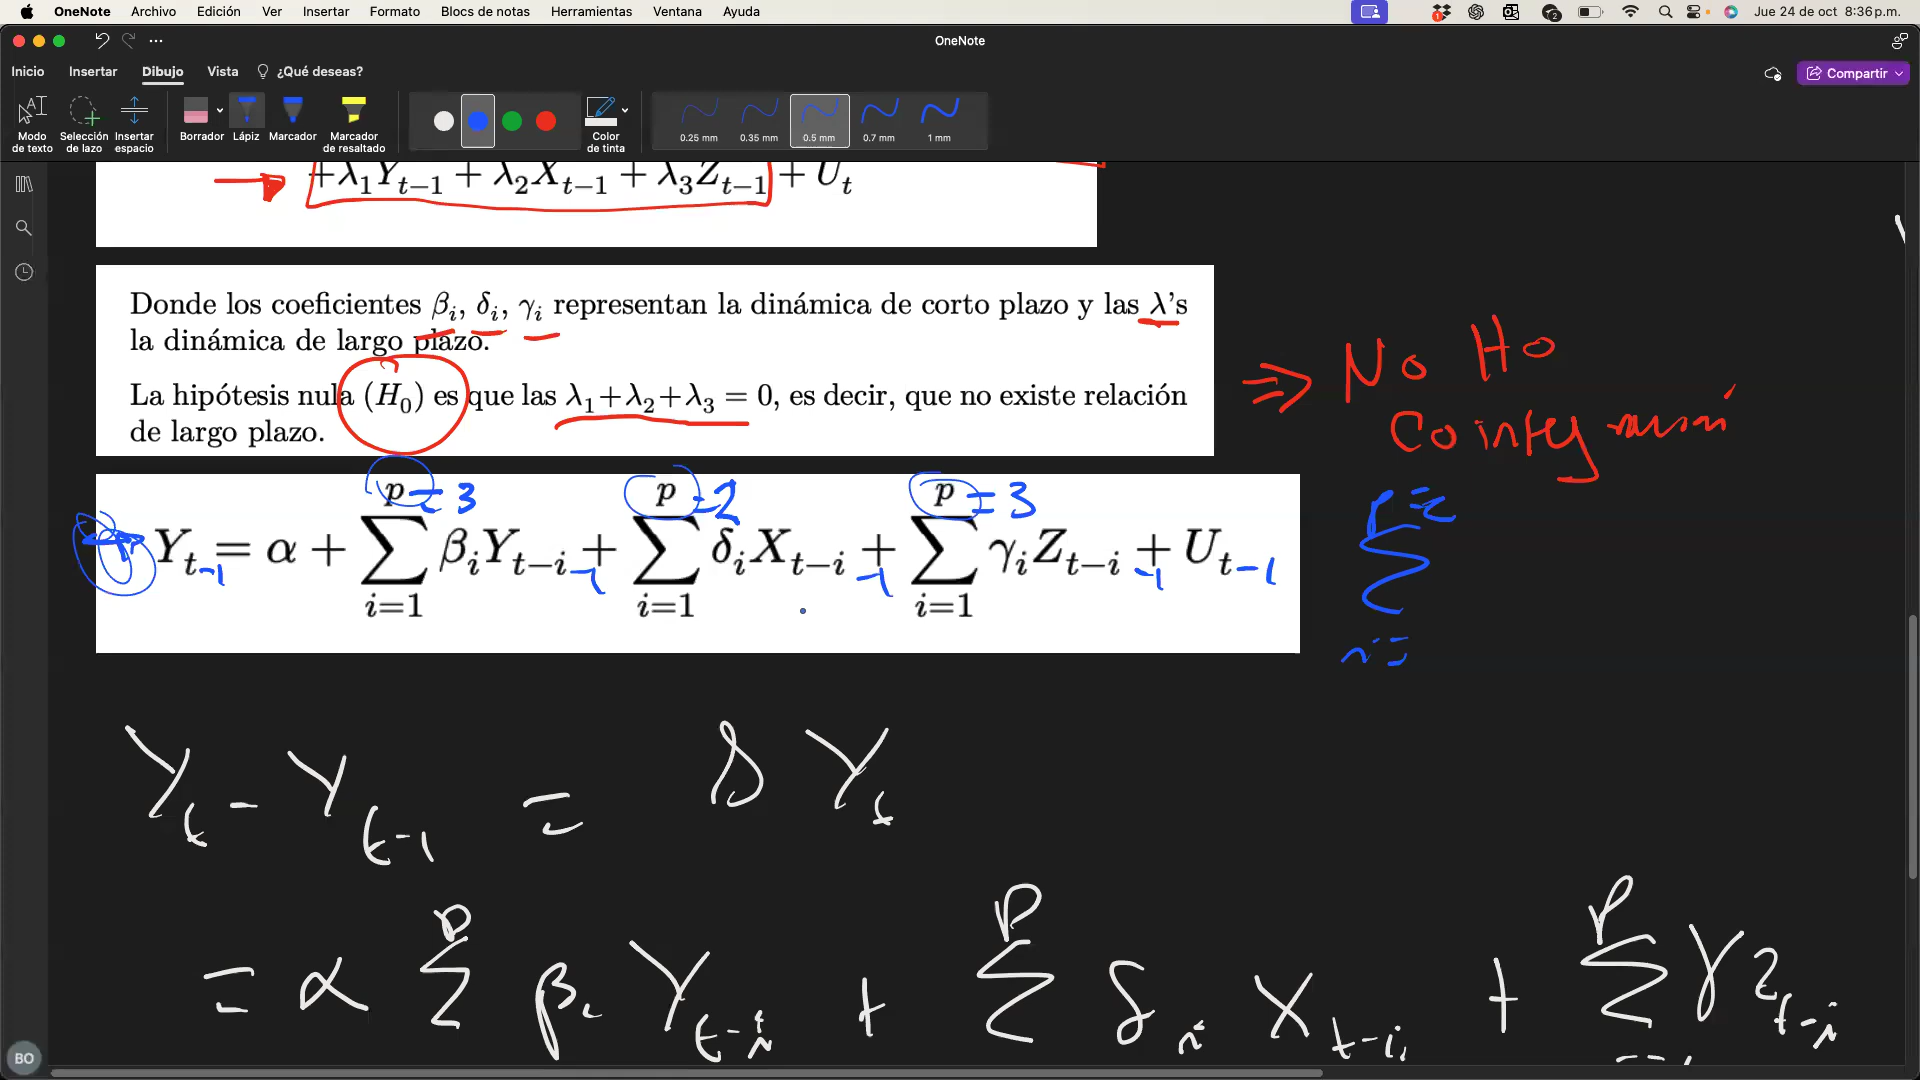 OneNote Archivo Edición Ver Insertar Formato Blocs de notas Herramientas Ventana Ayuda
1 2 Jue 24 de oct 8:36 p.m.
OneNote
Inicio Insertar Dibujo Vista ¿Qué deseas?
Compartir
Modo de texto
Selección de lazo
Insertar espacio
Borrador
Lápiz
Marcador
Marcador de resaltado
Color de tinta
0.25 mm
0.35 mm
0.5 mm
0.7 mm
1 mm
+λ₁Yₜ₋₁ + λ₂Xₜ₋₁ + λ₃Zₜ₋₁ + Uₜ
Donde los coeficientes βᵢ, δᵢ, γᵢ representan la dinámica de corto plazo y las λ's
la dinámica de largo plazo.
La hipótesis nula (H₀) es que las λ₁+λ₂+λ₃ = 0, es decir, que no existe relación
de largo plazo.
⇒ No Ho
p = 3 p = 2 p = 3
Yₜ₋₁ = α + ∑ βᵢYₜ₋ᵢ₋₁ + ∑ δᵢXₜ₋ᵢ₋₁ + ∑ γᵢZₜ₋ᵢ₋₁ + Uₜ₋₁
i=1 i=1 i=1
∑
i=
Yₜ - Yₜ₋₁ = Δ Yₜ
p p p
= α ∑ βᵢ Yₜ₋ᵢ + ∑ δᵢ Xₜ₋ᵢ + ∑ γ Zₜ₋ᵢ
BO